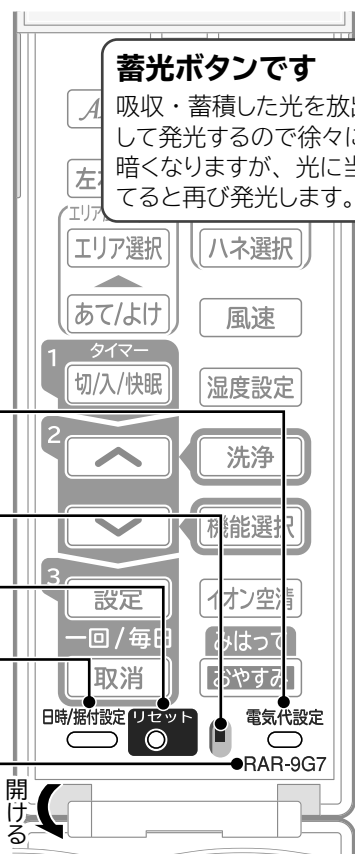 蓄光ボタンです
吸収・蓄積した光を放出
して発光するので徐々に
暗くなりますが、光に当
てると再び発光します。
エリア選択
ハネ選択
あて/よけ
風速
1
タイマー
切/入/快眠
湿度設定
2
洗浄
機能選択
3
設定
イオン空清
一回/毎日
みはって
取消
おやすみ
日時/据付設定
リセット
電気代設定
RAR-9G7
開ける